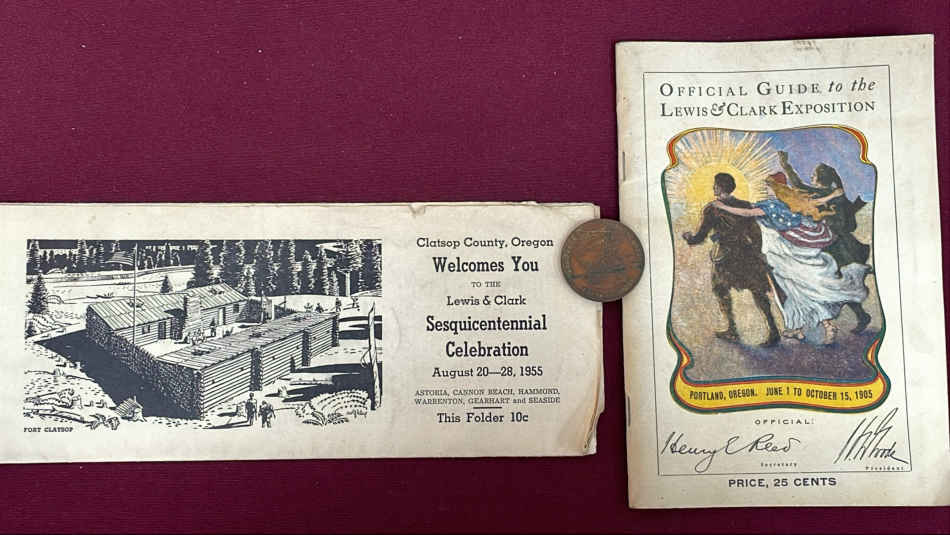 FORT CLATSOP
Clatsop County, Oregon
Welcomes You
TO THE
Lewis & Clark
Sesquicentennial
Celebration
August 20—28, 1955
ASTORIA, CANNON BEACH, HAMMOND,
WARRENTON, GEARHART and SEASIDE
This Folder 10c
OFFICIAL GUIDE to the
LEWIS & CLARK EXPOSITION
PORTLAND, OREGON. JUNE 1 TO OCTOBER 15, 1905
OFFICIAL:
Henry E Reed
Secretary
President
PRICE, 25 CENTS